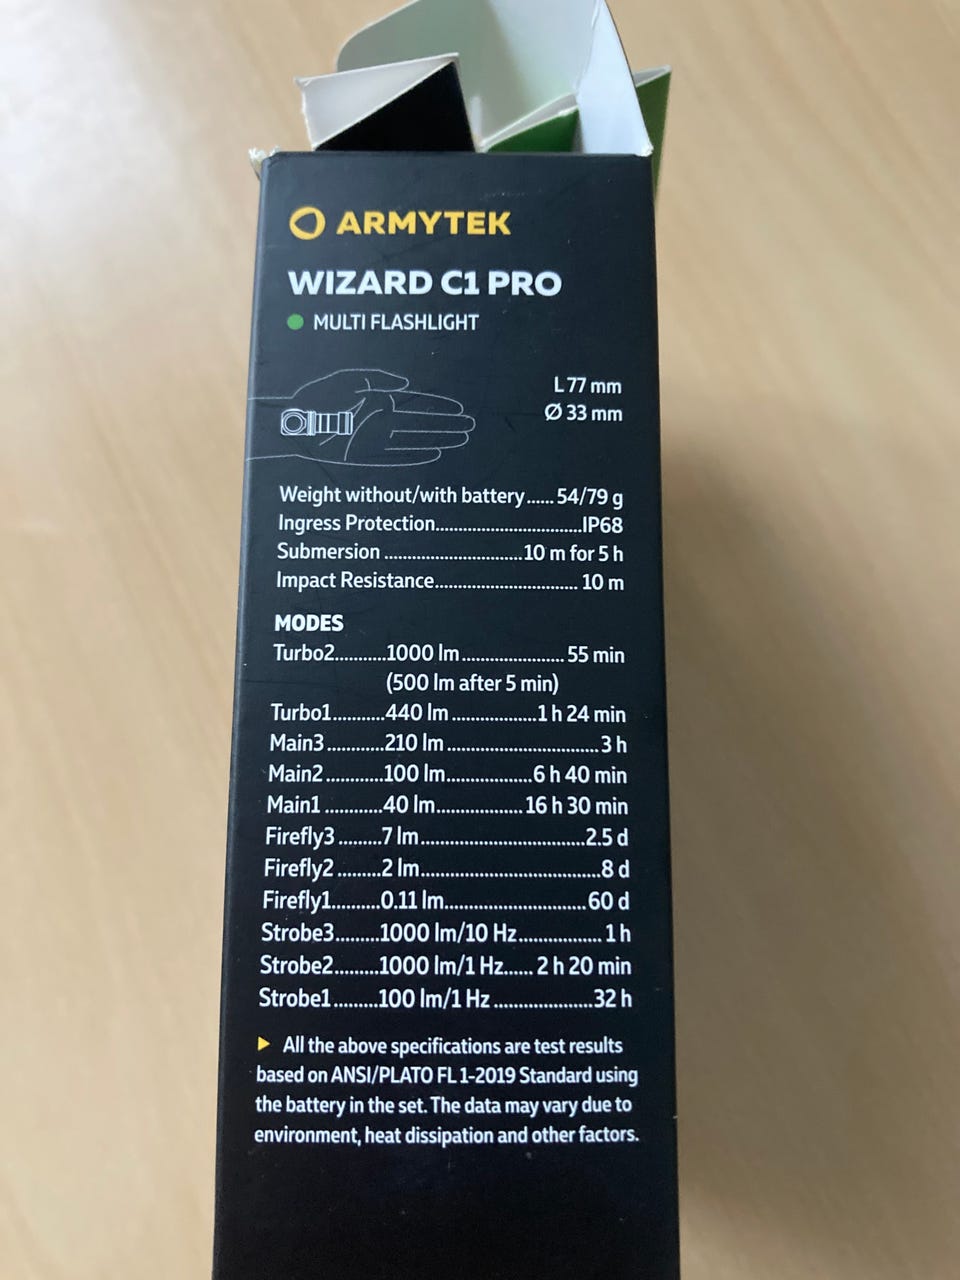 ARMYTEK
WIZARD C1 PRO
MULTI FLASHLIGHT
L 77 mm
Ø 33 mm
Weight without/with battery...... 54/79 g
Ingress Protection................................IP68
Submersion ..............................10 m for 5 h
Impact Resistance............................... 10 m
MODES
Turbo2...........1000 lm...................... 55 min
(500 lm after 5 min)
Turbo1...........440 lm ..................1 h 24 min
Main3............210 lm ................................. 3 h
Main2 ............100 lm...................6 h 40 min
Main1 ............40 lm................... 16 h 30 min
Firefly3 .........7 lm....................................2.5 d
Firefly2 .........2 lm.......................................8 d
Firefly1..........0.11 lm............................... 60 d
Strobe3.........1000 lm/10 Hz.................. 1 h
Strobe2.........1000 lm/1 Hz...... 2 h 20 min
Strobe1.........100 lm/1 Hz .....................32 h
All the above specifications are test results
based on ANSI/PLATO FL 1-2019 Standard using
the battery in the set. The data may vary due to
environment, heat dissipation and other factors.